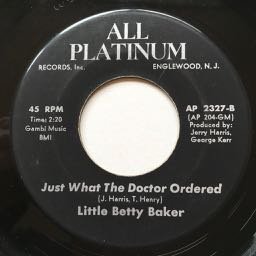 ALL
PLATINUM
RECORDS, Inc. ENGLEWOOD, N. J.
45 RPM AP 2327-B
Time: 2:20 (AP 204-GM)
Gambi Music Produced by:
BMI Jerry Harris,
George Kerr
Just What The Doctor Ordered
(J. Harris, T. Henry)
Little Betty Baker